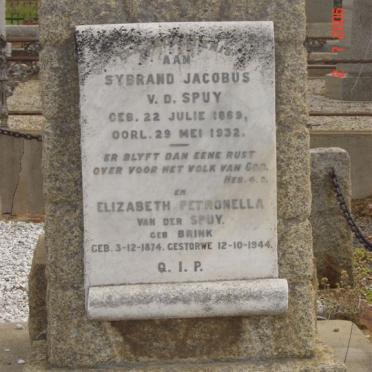 AAN
SYBRAND JACOBUS
V. D. SPUY
GEB. 22 JULIE 1869,
OORL. 29 MEI 1932.
ER BLYFT DAN EENE RUST
OVER VOOR HET VOLK VAN GOD.
HEB. 4. 9.
EN
ELIZABETH PETRONELLA
VAN DER SPUY.
GEB BRINK
GEB. 3-12-1874. GESTORWE 12-10-1944.
Q. I. P.